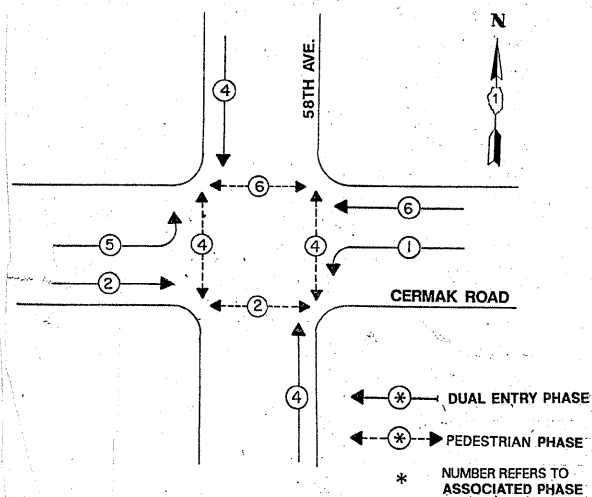 N
58TH AVE.
1
4
6
6
5
4
4
1
2
2
CERMAK ROAD
4
* DUAL ENTRY PHASE
* PEDESTRIAN PHASE
* NUMBER REFERS TO
ASSOCIATED PHASE